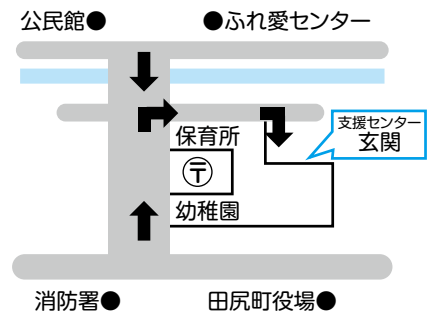 公民館●
●ふれ愛センター
保育所
支援センター
玄関
〒
幼稚園
消防署●
田尻町役場●